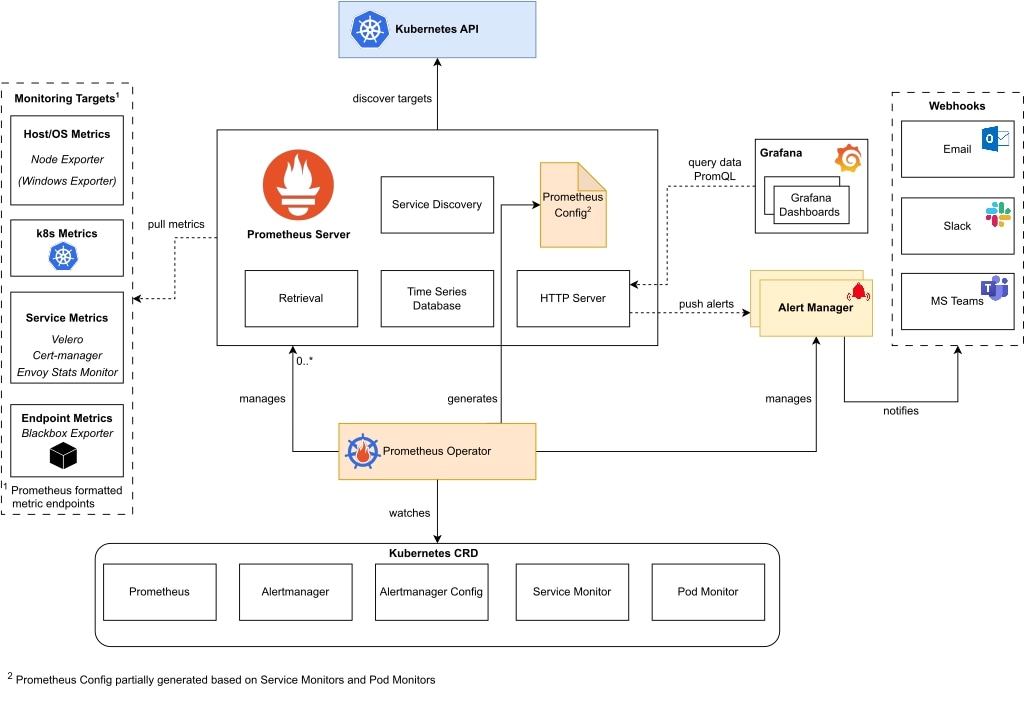 Kubernetes API
discover targets
Monitoring Targets¹
Host/OS Metrics
Node Exporter
(Windows Exporter)
k8s Metrics
Service Metrics
Velero
Cert-manager
Envoy Stats Monitor
Endpoint Metrics
Blackbox Exporter
¹ Prometheus formatted
metric endpoints
pull metrics
Prometheus Server
Service Discovery
Prometheus
Config²
Retrieval
Time Series
Database
HTTP Server
query data
PromQL
Grafana
Grafana
Dashboards
push alerts
Alert Manager
Webhooks
Email
Slack
MS Teams
0..*
manages
generates
manages
notifies
Prometheus Operator
watches
Kubernetes CRD
Prometheus
Alertmanager
Alertmanager Config
Service Monitor
Pod Monitor
² Prometheus Config partially generated based on Service Monitors and Pod Monitors